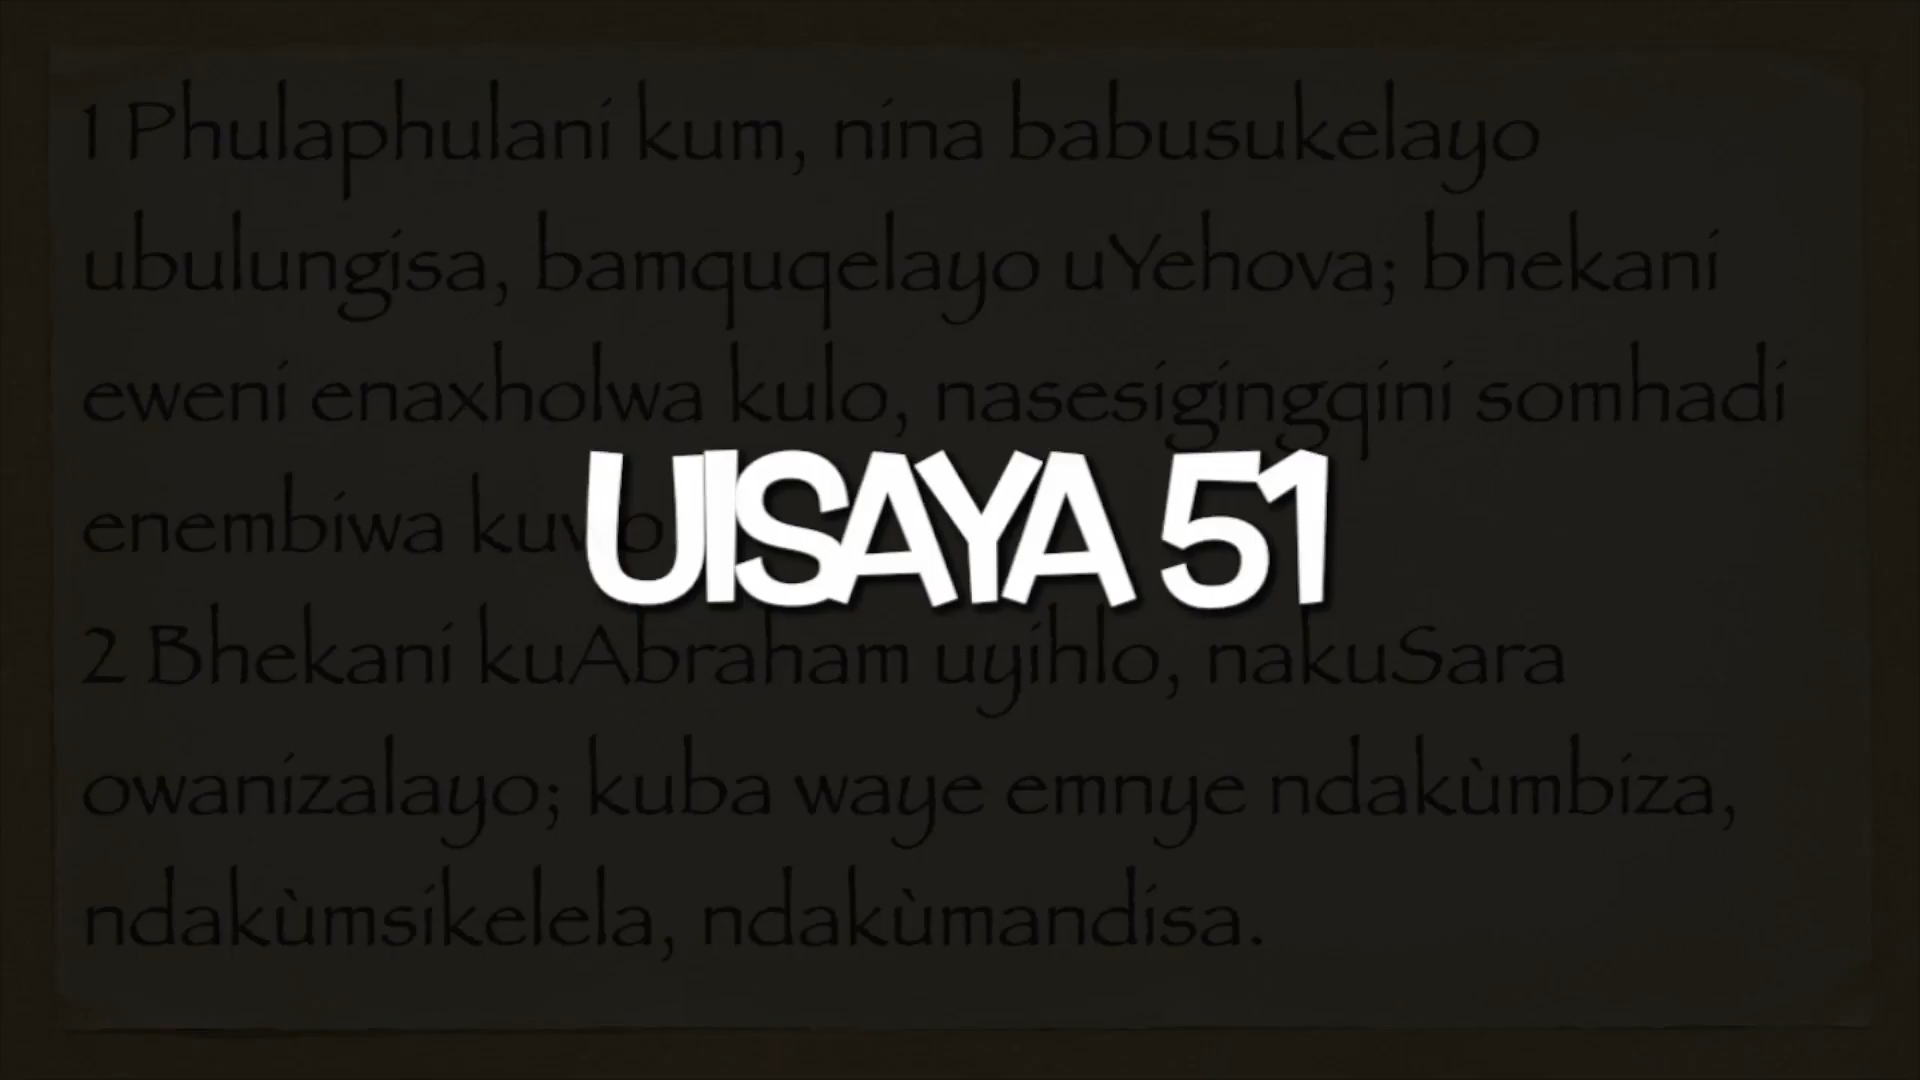 1 Phulaphulani kum, nina babusukelayo
ubulungisa, bamquqelayo uYehova; bhekani
eweni enaxholwa kulo, nasesigingqini somhadi
enembiwa kuwo
UISAYA 51
2 Bhekani kuAbraham uyihlo, nakuSara
owanizalayo; kuba waye emnye ndakùmbiza,
ndakùmsikelela, ndakùmandisa.